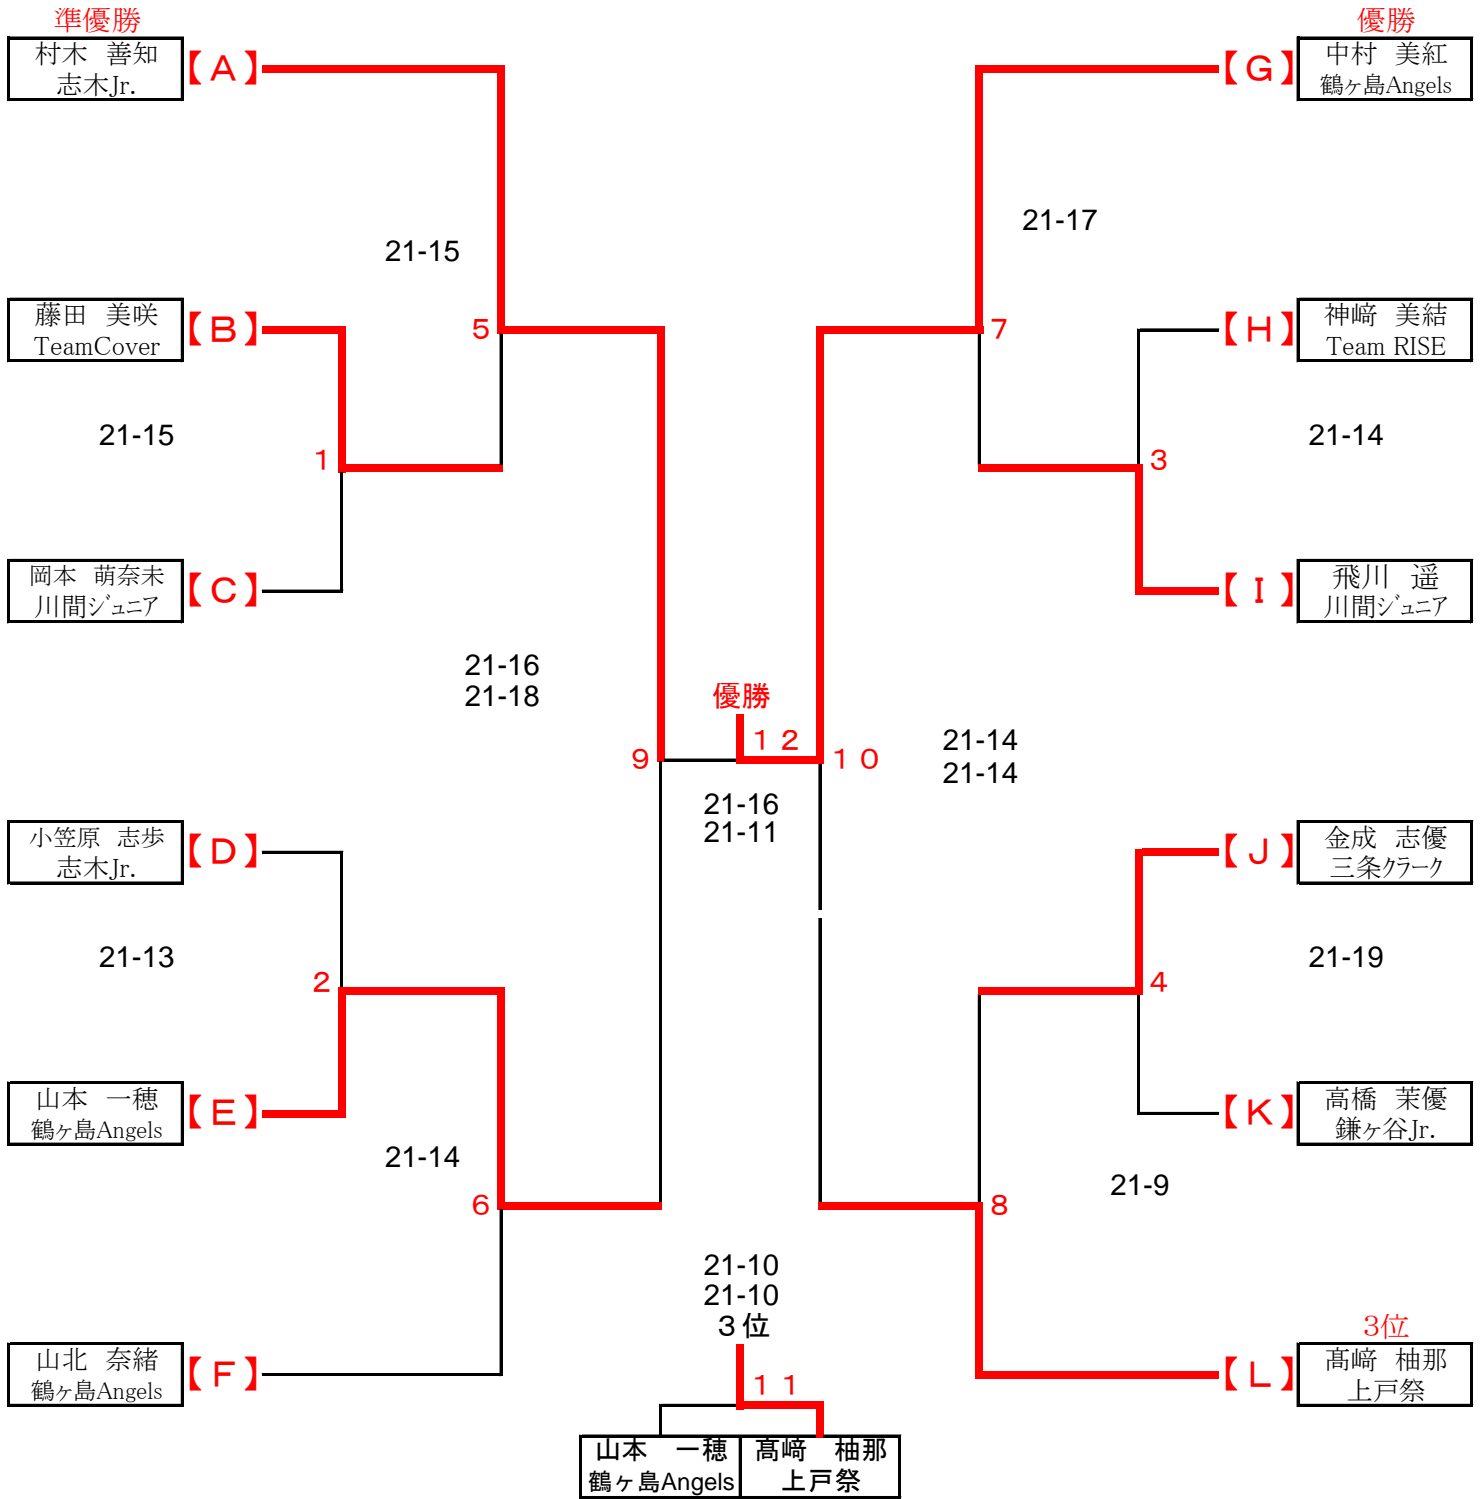 準優勝
優勝
村木 善知
志木Jr.
【A】
【G】
中村 美紅
鶴ヶ島Angels
21-17
21-15
藤田 美咲
TeamCover
【B】
5
7
【H】
神﨑 美結
Team RISE
21-15
1
3
21-14
岡本 萌奈未
川間ジュニア
【C】
【I】
飛川 遥
川間ジュニア
21-16
21-18
優勝
12
9
10
21-14
21-14
21-16
21-11
小笠原 志歩
志木Jr.
【D】
【J】
金成 志優
三条クラーク
21-13
2
4
21-19
山本 一穂
鶴ヶ島Angels
【E】
【K】
高橋 茉優
鎌ヶ谷Jr.
21-14
21-9
6
8
21-10
21-10
3位
3位
山北 奈緒
鶴ヶ島Angels
【F】
11
【L】
髙﨑 柚那
上戸祭
山本 一穂
鶴ヶ島Angels
髙﨑 柚那
上戸祭